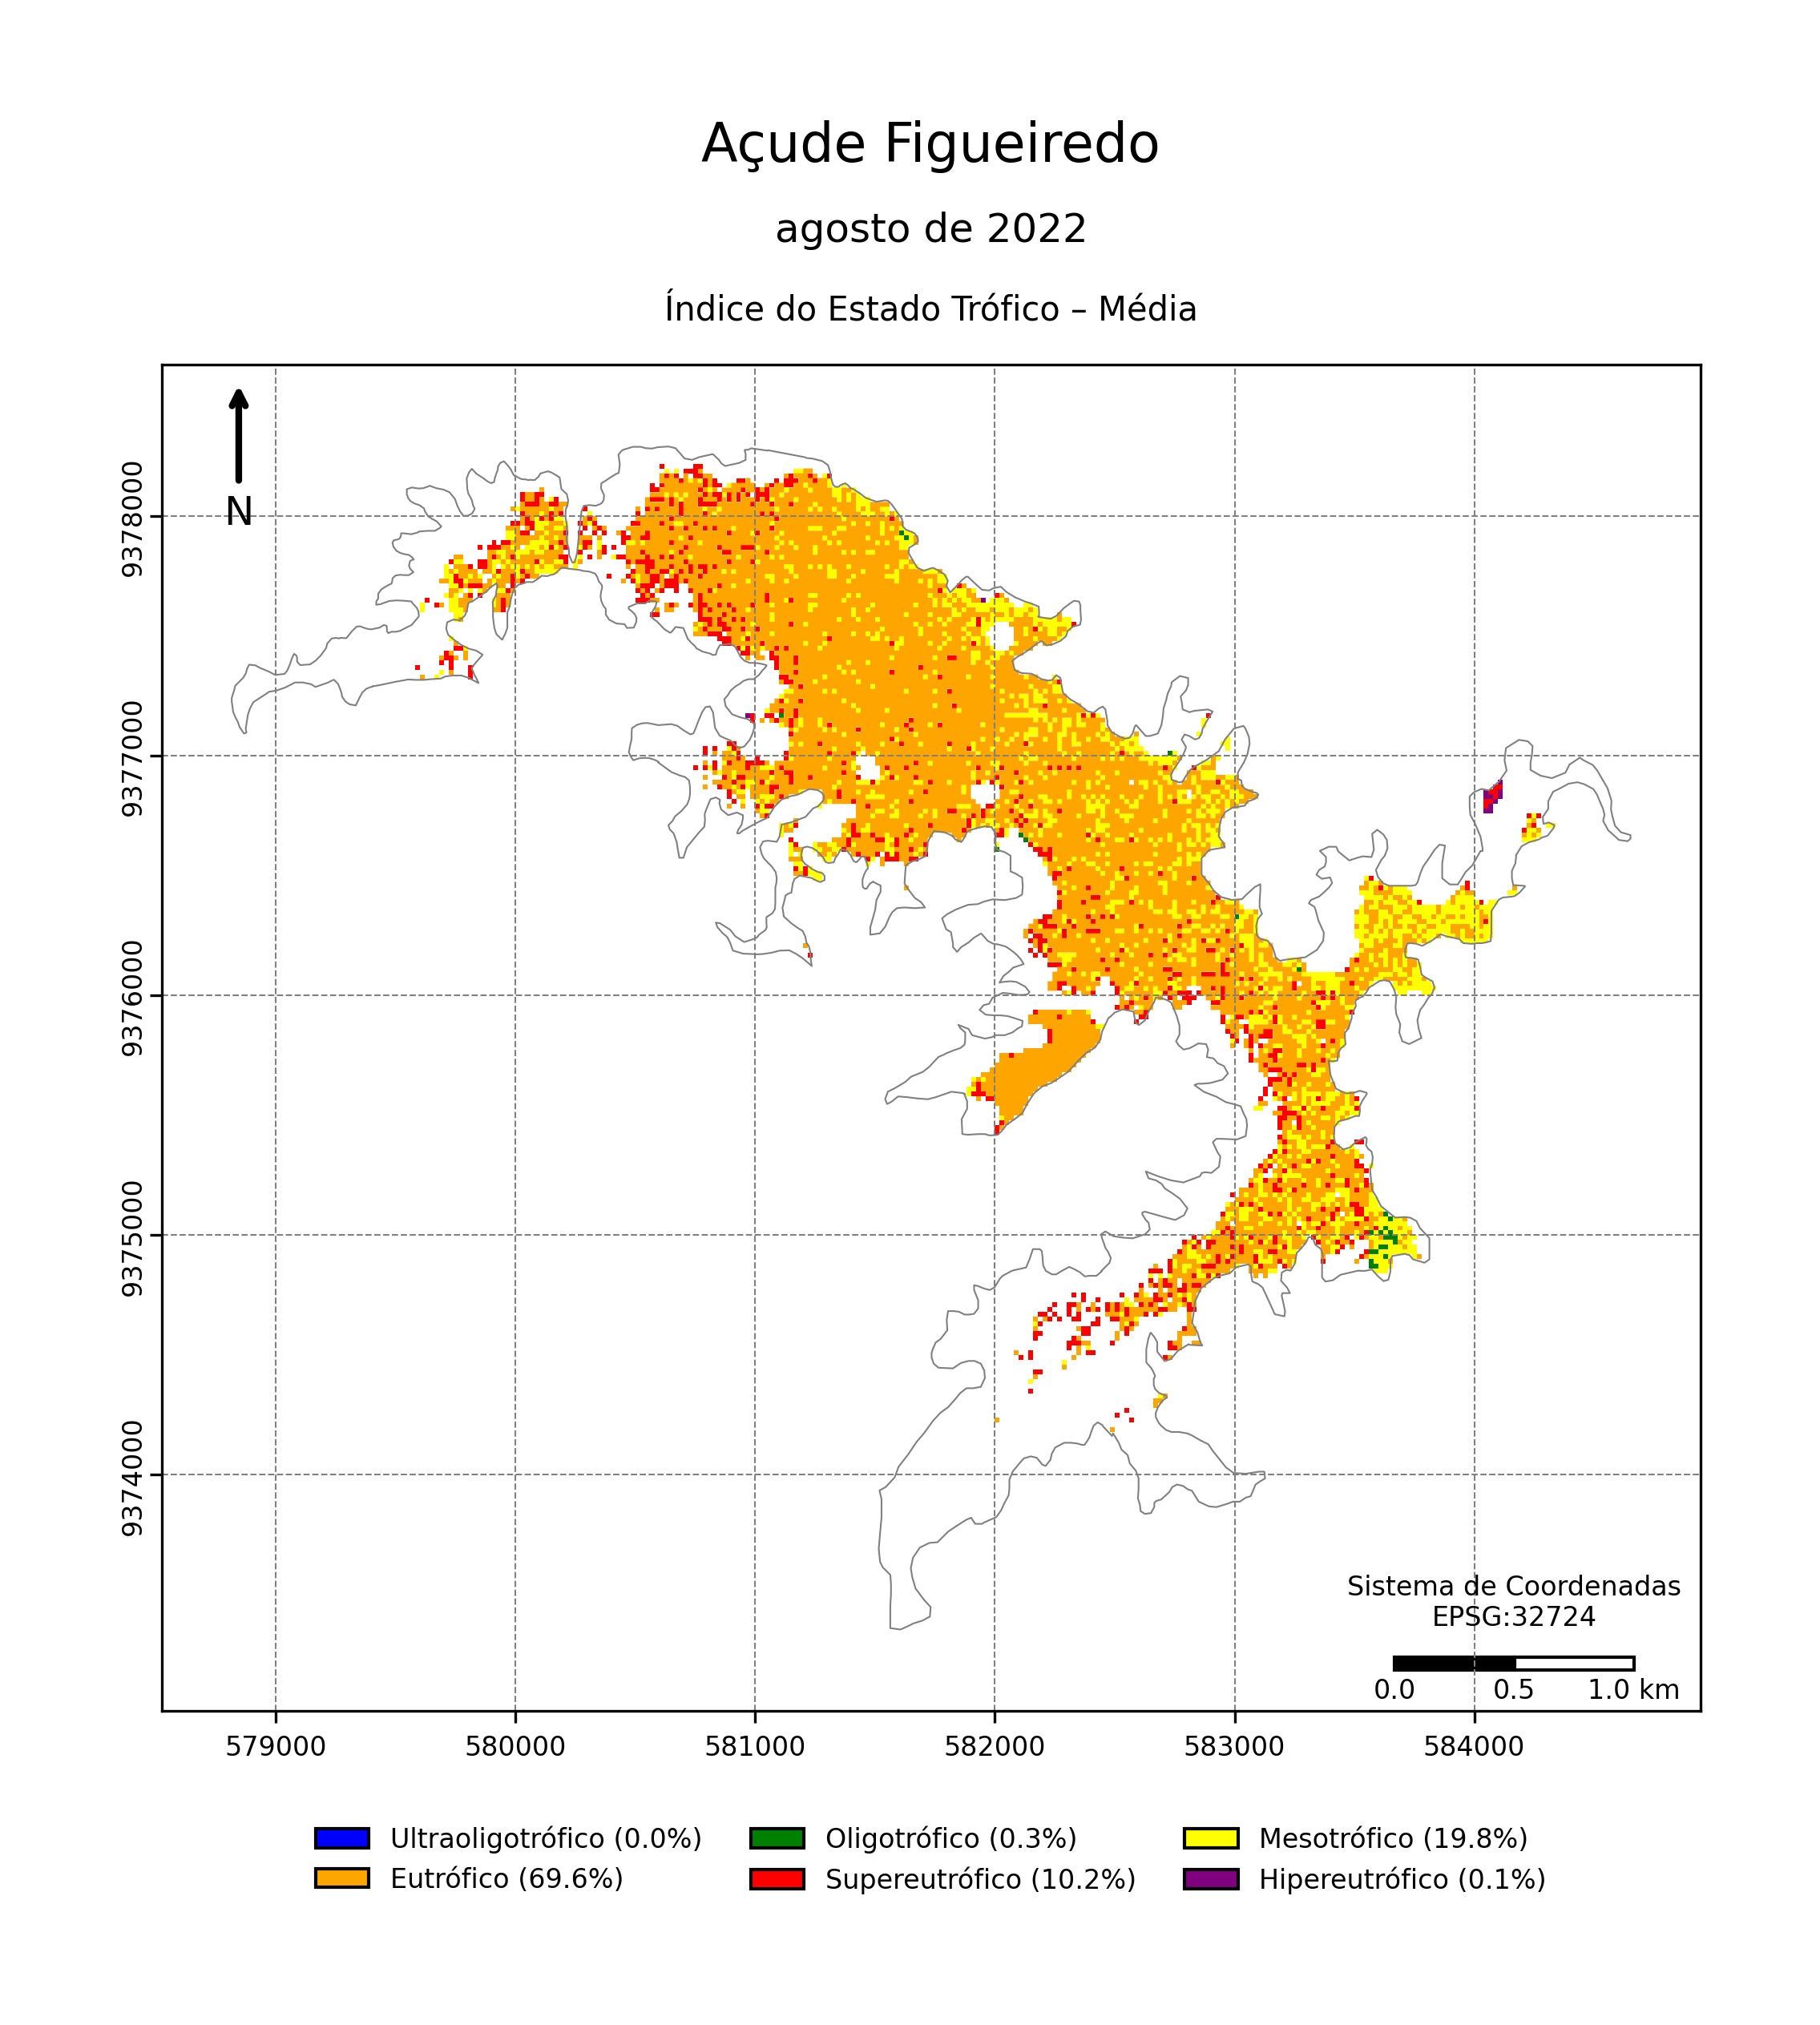 Açude Figueiredo
agosto de 2022
Índice do Estado Trófico – Média
N
9378000
9377000
9376000
9375000
9374000
Sistema de Coordenadas
EPSG:32724
0.0 0.5 1.0 km
579000 580000 581000 582000 583000 584000
Ultraoligotrófico (0.0%) Oligotrófico (0.3%) Mesotrófico (19.8%)
Eutrófico (69.6%) Supereutrófico (10.2%) Hipereutrófico (0.1%)